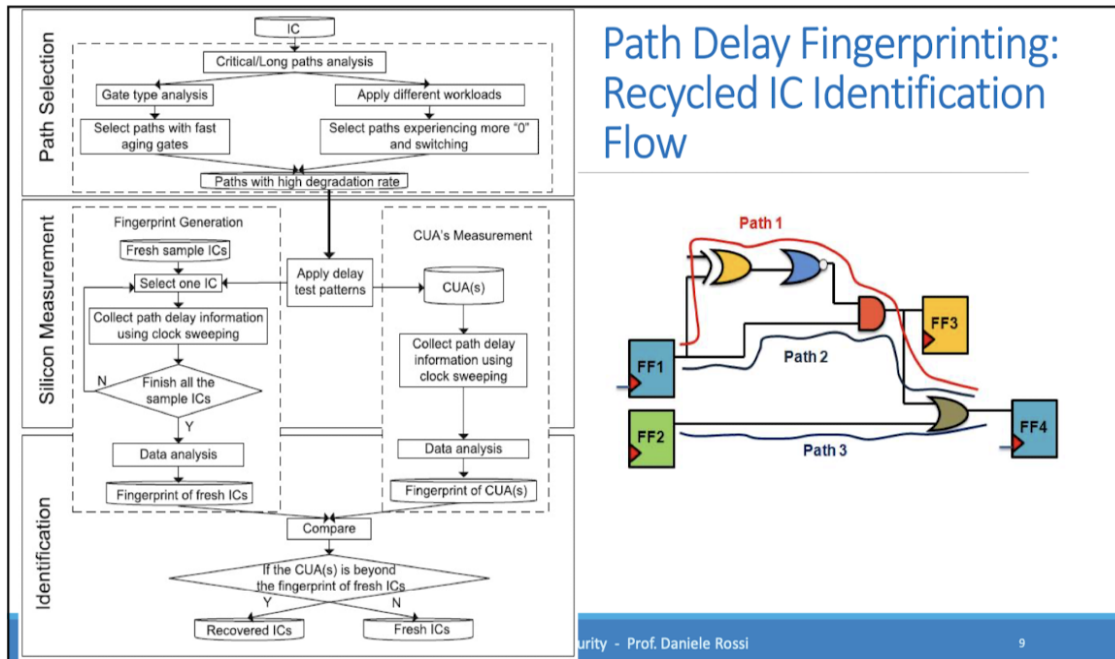 Path Delay Fingerprinting:
Recycled IC Identification
Flow
Path Selection
IC
Critical/Long paths analysis
Gate type analysis
Apply different workloads
Select paths with fast
aging gates
Select paths experiencing more “0”
and switching
Paths with high degradation rate
Silicon Measurement
Fingerprint Generation
Fresh sample ICs
Select one IC
Collect path delay information
using clock sweeping
N
Finish all the
sample ICs
Y
Data analysis
Fingerprint of fresh ICs
Apply delay
test patterns
CUA's Measurement
CUA(s)
Collect path delay
information using
clock sweeping
Data analysis
Fingerprint of CUA(s)
Identification
Compare
If the CUA(s) is beyond
the fingerprint of fresh ICs
Y
N
Recovered ICs
Fresh ICs
Path 1
FF3
FF1
Path 2
FF2
Path 3
FF4
urity - Prof. Daniele Rossi
9